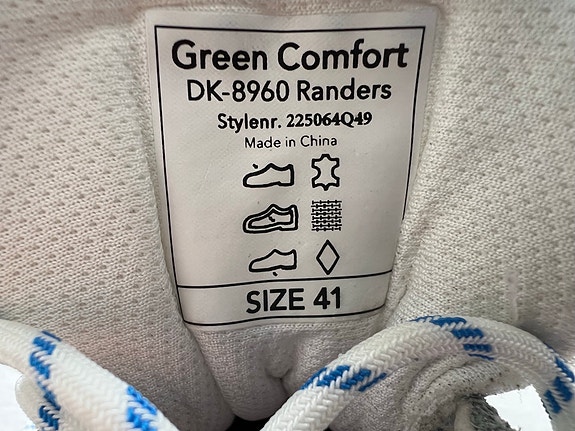 Green Comfort
DK-8960 Randers
Stylenr. 225064Q49
Made in China
SIZE 41